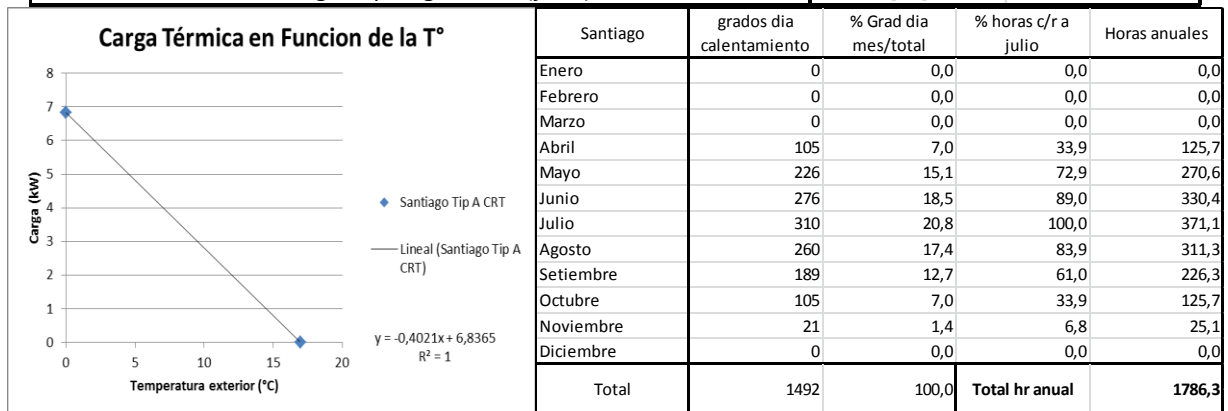 Carga Térmica en Funcion de la T°
8
7
6
5
4
3
2
1
0
Carga (kW)
0 5 10 15 20
Temperatura exterior (°C)
Santiago Tip A CRT
Lineal (Santiago Tip A
CRT)
y = -0,4021x + 6,8365
R² = 1
Santiago | grados dia calentamiento | % Grad dia mes/total | % horas c/r a julio | Horas anuales
Enero 0 0,0 0,0 0,0
Febrero 0 0,0 0,0 0,0
Marzo 0 0,0 0,0 0,0
Abril 105 7,0 33,9 125,7
Mayo 226 15,1 72,9 270,6
Junio 276 18,5 89,0 330,4
Julio 310 20,8 100,0 371,1
Agosto 260 17,4 83,9 311,3
Setiembre 189 12,7 61,0 226,3
Octubre 105 7,0 33,9 125,7
Noviembre 21 1,4 6,8 25,1
Diciembre 0 0,0 0,0 0,0
Total 1492 100,0 Total hr anual 1786,3